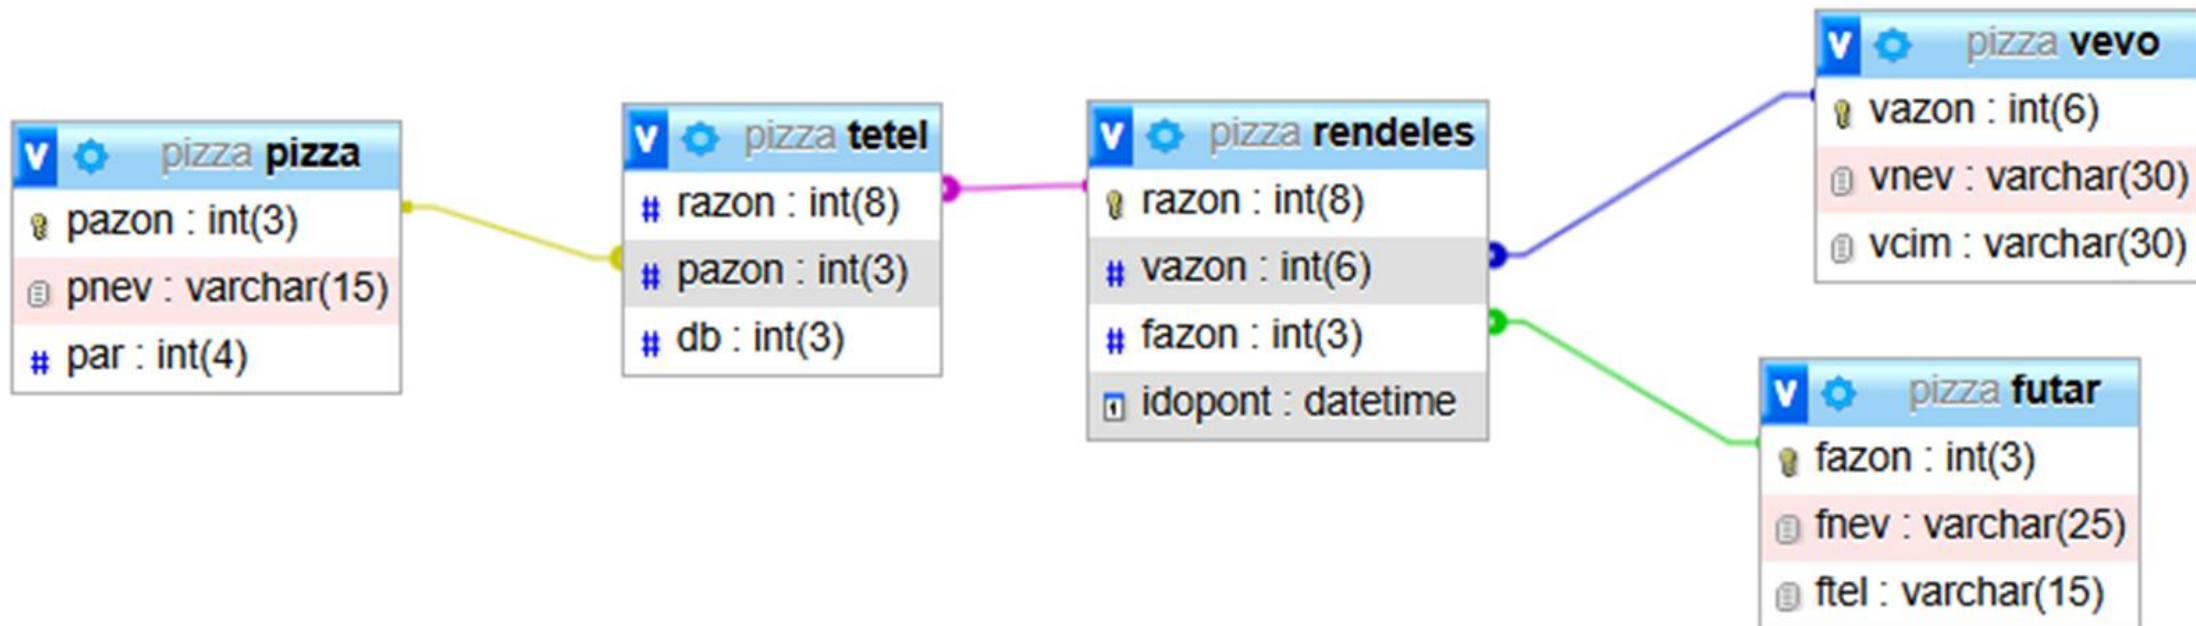 V pizza pizza
pazon : int(3)
pnev : varchar(15)
# par : int(4)
V pizza tetel
# razon : int(8)
# pazon : int(3)
# db : int(3)
V pizza rendeles
razon : int(8)
# vazon : int(6)
# fazon : int(3)
idopont : datetime
V pizza vevo
vazon : int(6)
vnev : varchar(30)
vcim : varchar(30)
V pizza futar
fazon : int(3)
fnev : varchar(25)
ftel : varchar(15)